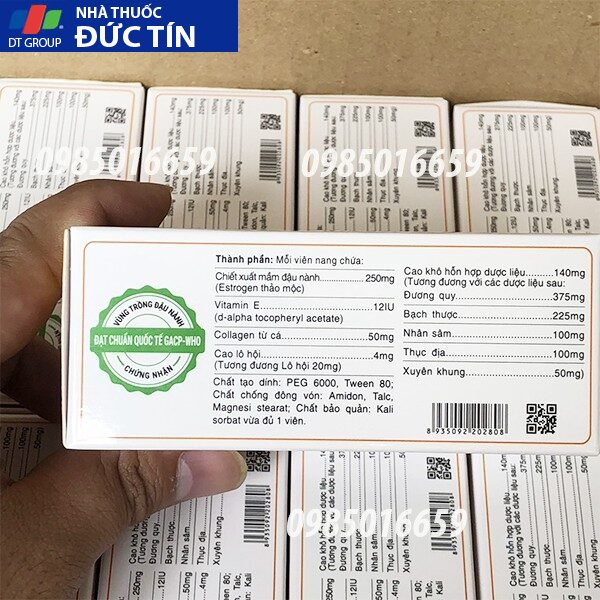 NHÀ THUỐC
DT GROUP
ĐỨC TÍN
0985016659
0985016659
Thành phần: Mỗi viên nang chứa:
Chiết xuất mầm đậu nành..............250mg
(Estrogen thảo mộc)
Vitamin E..............12IU
(d-alpha tocopheryl acetate)
Collagen từ cá..............50mg
Cao lô hội..............4mg
(Tương đương Lô hội 20mg)
Chất tạo dính: PEG 6000, Tween 80;
Chất chống đông vón: Amidon, Talc,
Magnesi stearat; Chất bảo quản: Kali
sorbat vừa đủ 1 viên.
Cao khô hỗn hợp dược liệu..........140mg
(Tương đương với các dược liệu sau:
Đương quy..............375mg
Bạch thược..............225mg
Nhân sâm..............100mg
Thục địa..............100mg
Xuyên khung..............50mg)
8 935092 202808
VÙNG TRỒNG ĐẬU NÀNH
ĐẠT CHUẨN QUỐC TẾ GACP-WHO
CHỨNG NHẬN
0985016659